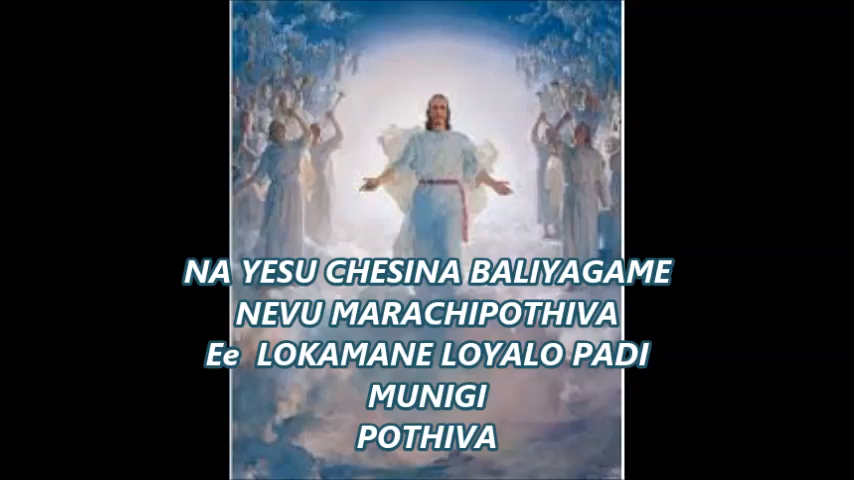 NA YESU CHESINA BALIYAGAME
NEVU MARACHIPOTHIVA
Ee LOKAMANE LOYALO PADI
MUNIGI
POTHIVA